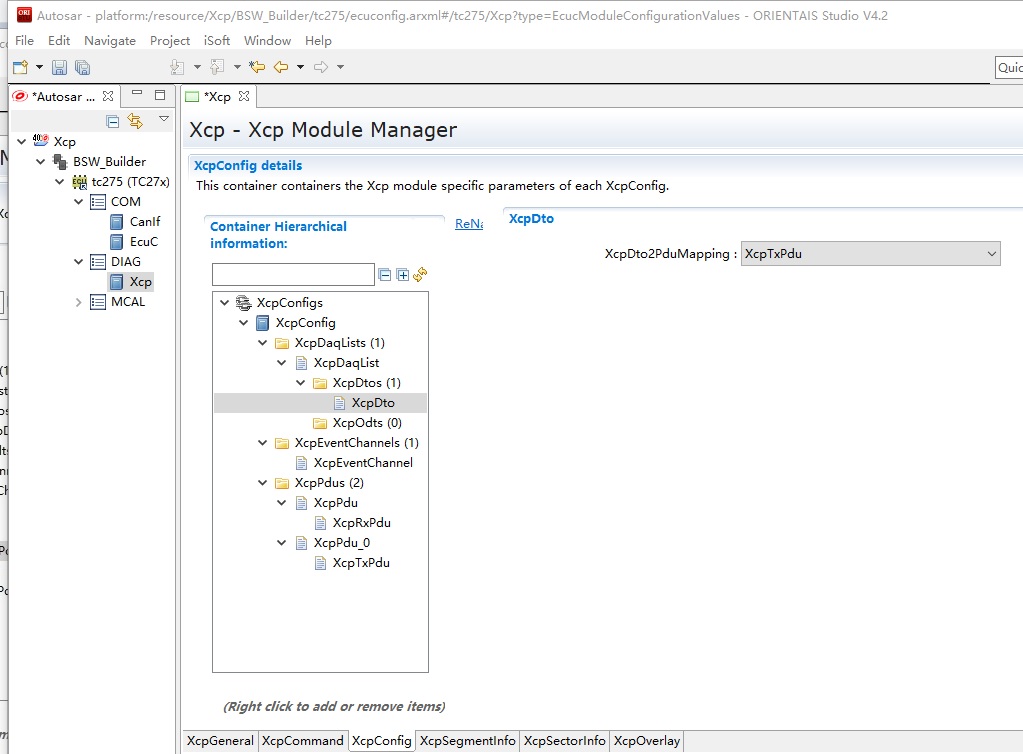 Autosar - platform:/resource/Xcp/BSW_Builder/tc275/ecuconfig.arxml#/tc275/Xcp?type=EcucModuleConfigurationValues - ORIENTAIS Studio V4.2
File Edit Navigate Project iSoft Window Help
*Autosar ...
*Xcp
Xcp
BSW_Builder
tc275 (TC27x)
COM
CanIf
EcuC
DIAG
Xcp
MCAL
Xcp - Xcp Module Manager
XcpConfig details
This container containers the Xcp module specific parameters of each XcpConfig.
Container Hierarchical
information:
XcpConfigs
XcpConfig
XcpDaqLists (1)
XcpDaqList
XcpDtos (1)
XcpDto
XcpOdts (0)
XcpEventChannels (1)
XcpEventChannel
XcpPdus (2)
XcpPdu
XcpRxPdu
XcpPdu_0
XcpTxPdu
(Right click to add or remove items)
XcpDto
XcpDto2PduMapping : XcpTxPdu
XcpGeneral XcpCommand XcpConfig XcpSegmentInfo XcpSectorInfo XcpOverlay